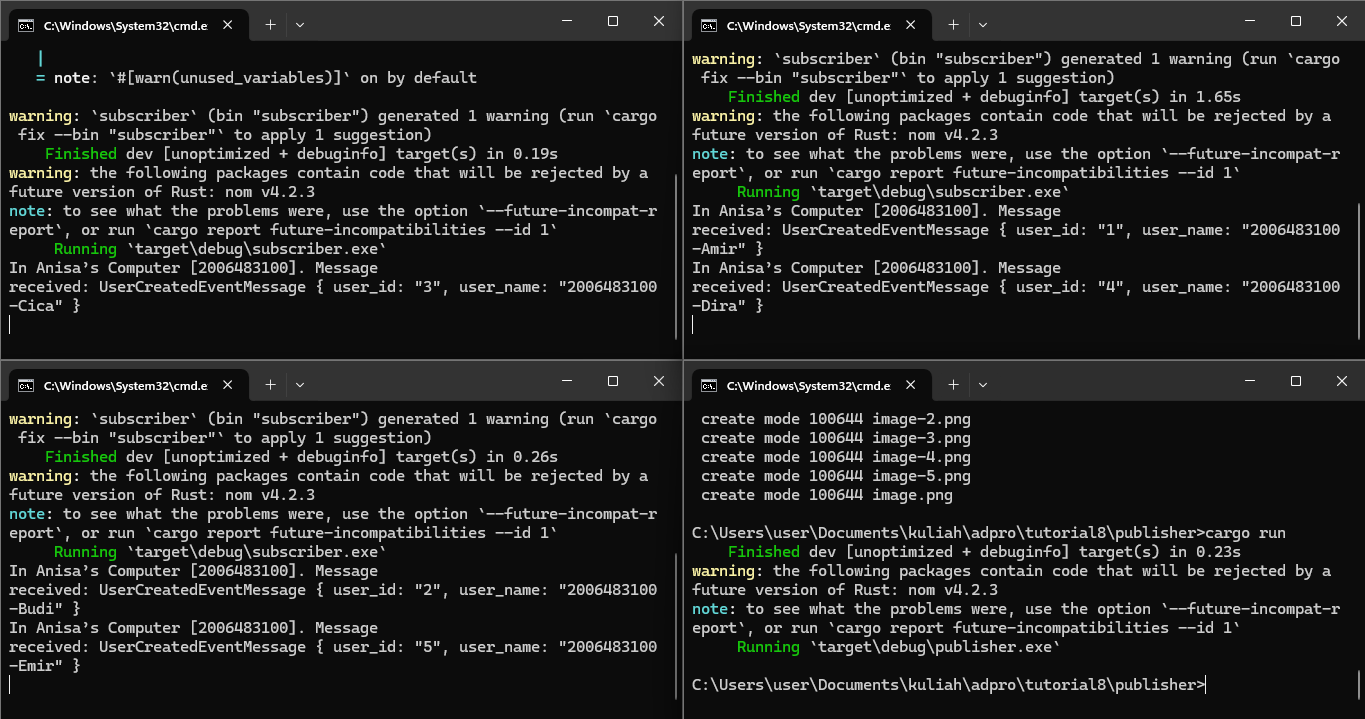 C:\Windows\System32\cmd.e
|
= note: `#[warn(unused_variables)]` on by default
warning: `subscriber` (bin "subscriber") generated 1 warning (run `cargo
fix --bin "subscriber"` to apply 1 suggestion)
Finished dev [unoptimized + debuginfo] target(s) in 0.19s
warning: the following packages contain code that will be rejected by a
future version of Rust: nom v4.2.3
note: to see what the problems were, use the option `--future-incompat-r
eport`, or run `cargo report future-incompatibilities --id 1`
Running `target\debug\subscriber.exe`
In Anisa's Computer [2006483100]. Message
received: UserCreatedEventMessage { user_id: "3", user_name: "2006483100
-Cica" }
C:\Windows\System32\cmd.e
warning: `subscriber` (bin "subscriber") generated 1 warning (run `cargo
fix --bin "subscriber"` to apply 1 suggestion)
Finished dev [unoptimized + debuginfo] target(s) in 1.65s
warning: the following packages contain code that will be rejected by a
future version of Rust: nom v4.2.3
note: to see what the problems were, use the option `--future-incompat-r
eport`, or run `cargo report future-incompatibilities --id 1`
Running `target\debug\subscriber.exe`
In Anisa's Computer [2006483100]. Message
received: UserCreatedEventMessage { user_id: "1", user_name: "2006483100
-Amir" }
In Anisa's Computer [2006483100]. Message
received: UserCreatedEventMessage { user_id: "4", user_name: "2006483100
-Dira" }
C:\Windows\System32\cmd.e
warning: `subscriber` (bin "subscriber") generated 1 warning (run `cargo
fix --bin "subscriber"` to apply 1 suggestion)
Finished dev [unoptimized + debuginfo] target(s) in 0.26s
warning: the following packages contain code that will be rejected by a
future version of Rust: nom v4.2.3
note: to see what the problems were, use the option `--future-incompat-r
eport`, or run `cargo report future-incompatibilities --id 1`
Running `target\debug\subscriber.exe`
In Anisa's Computer [2006483100]. Message
received: UserCreatedEventMessage { user_id: "2", user_name: "2006483100
-Budi" }
In Anisa's Computer [2006483100]. Message
received: UserCreatedEventMessage { user_id: "5", user_name: "2006483100
-Emir" }
C:\Windows\System32\cmd.e
create mode 100644 image-2.png
create mode 100644 image-3.png
create mode 100644 image-4.png
create mode 100644 image-5.png
create mode 100644 image.png
C:\Users\user\Documents\kuliah\adpro\tutorial8\publisher>cargo run
Finished dev [unoptimized + debuginfo] target(s) in 0.23s
warning: the following packages contain code that will be rejected by a
future version of Rust: nom v4.2.3
note: to see what the problems were, use the option `--future-incompat-r
eport`, or run `cargo report future-incompatibilities --id 1`
Running `target\debug\publisher.exe`
C:\Users\user\Documents\kuliah\adpro\tutorial8\publisher>